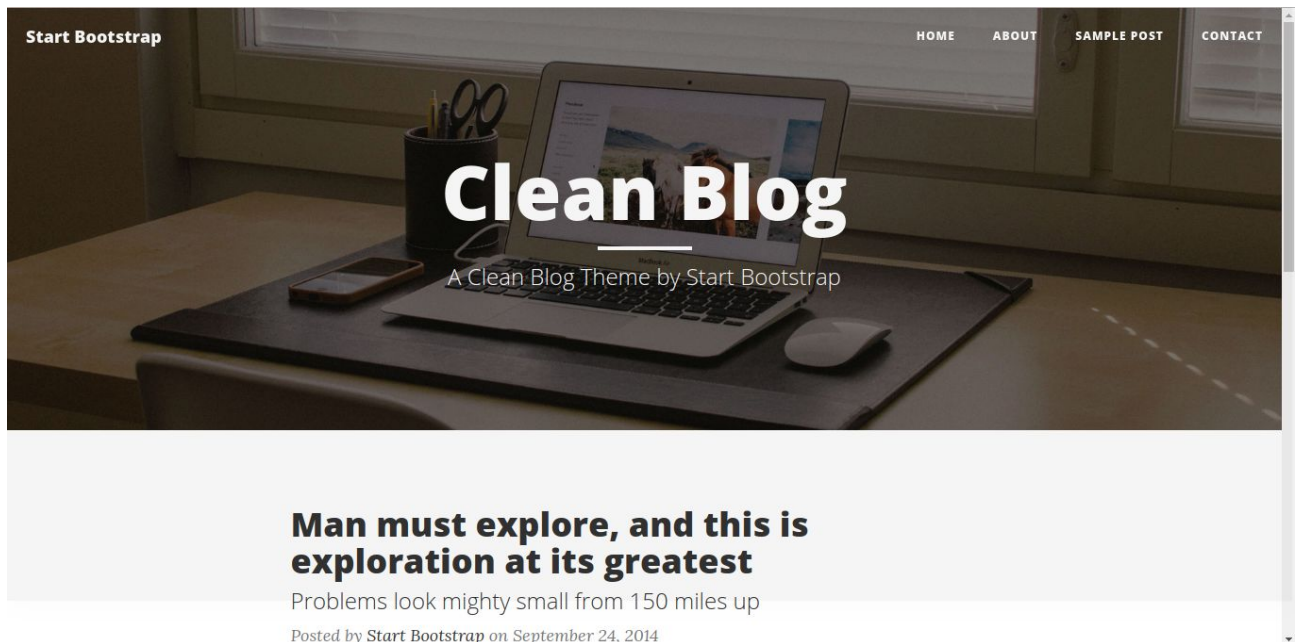 Start Bootstrap
HOME ABOUT SAMPLE POST CONTACT
Clean Blog
A Clean Blog Theme by Start Bootstrap
Man must explore, and this is
exploration at its greatest
Problems look mighty small from 150 miles up
Posted by Start Bootstrap on September 24, 2014